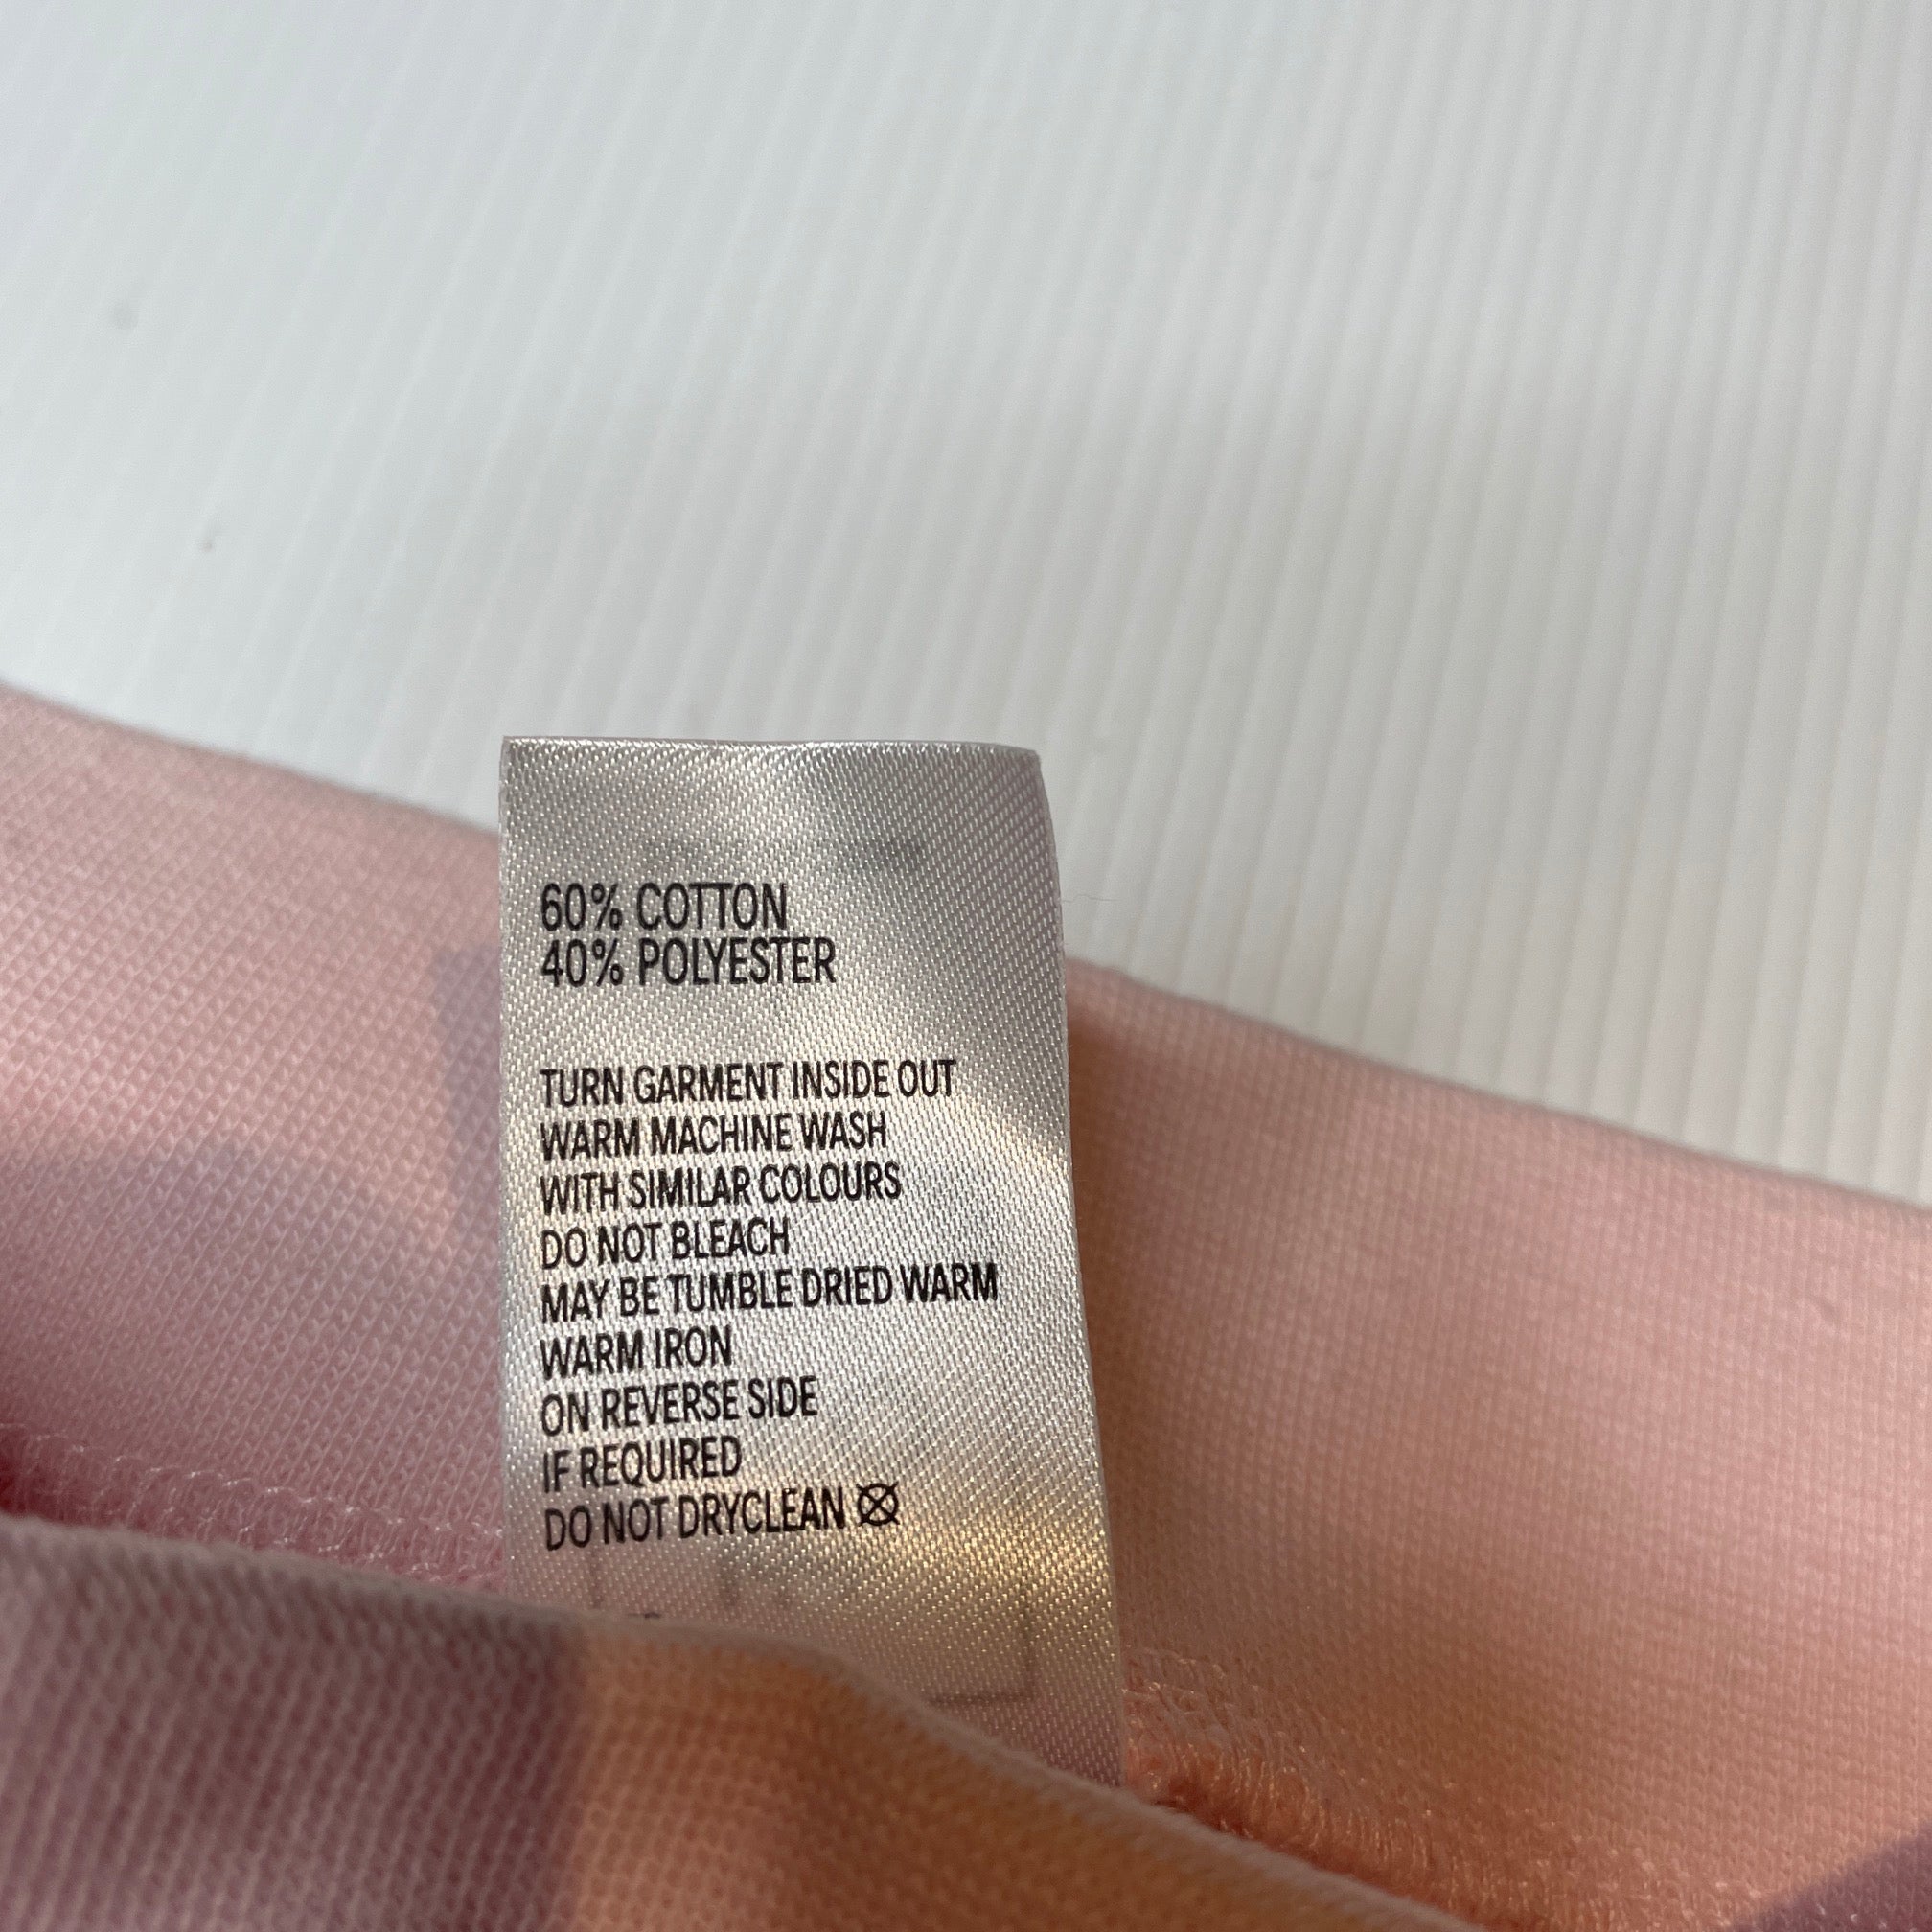 60% COTTON
40% POLYESTER
TURN GARMENT INSIDE OUT
WARM MACHINE WASH
WITH SIMILAR COLOURS
DO NOT BLEACH
MAY BE TUMBLE DRIED WARM
WARM IRON
ON REVERSE SIDE
IF REQUIRED
DO NOT DRYCLEAN